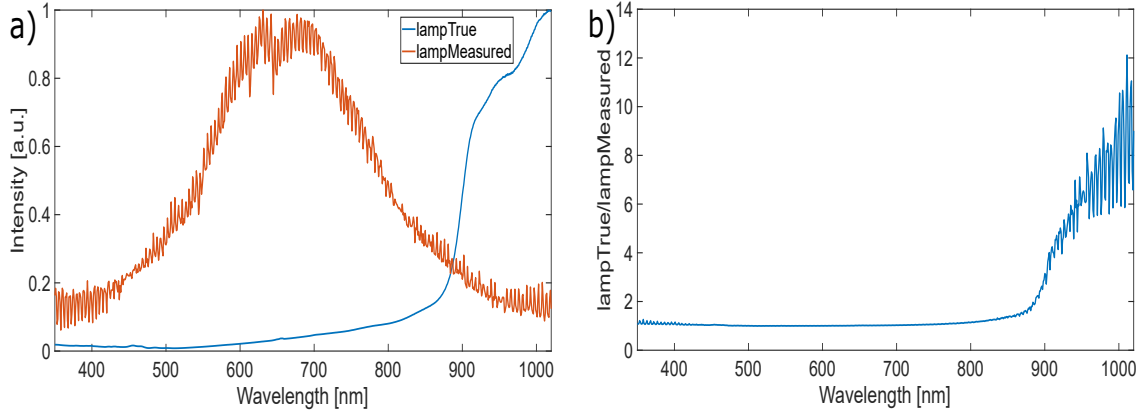 a)
lampTrue
lampMeasured
1
0.8
0.6
0.4
0.2
0
Intensity [a.u.]
400 500 600 700 800 900 1000
Wavelength [nm]
b)
14
12
10
8
6
4
2
0
lampTrue/lampMeasured
400 500 600 700 800 900 1000
Wavelength [nm]